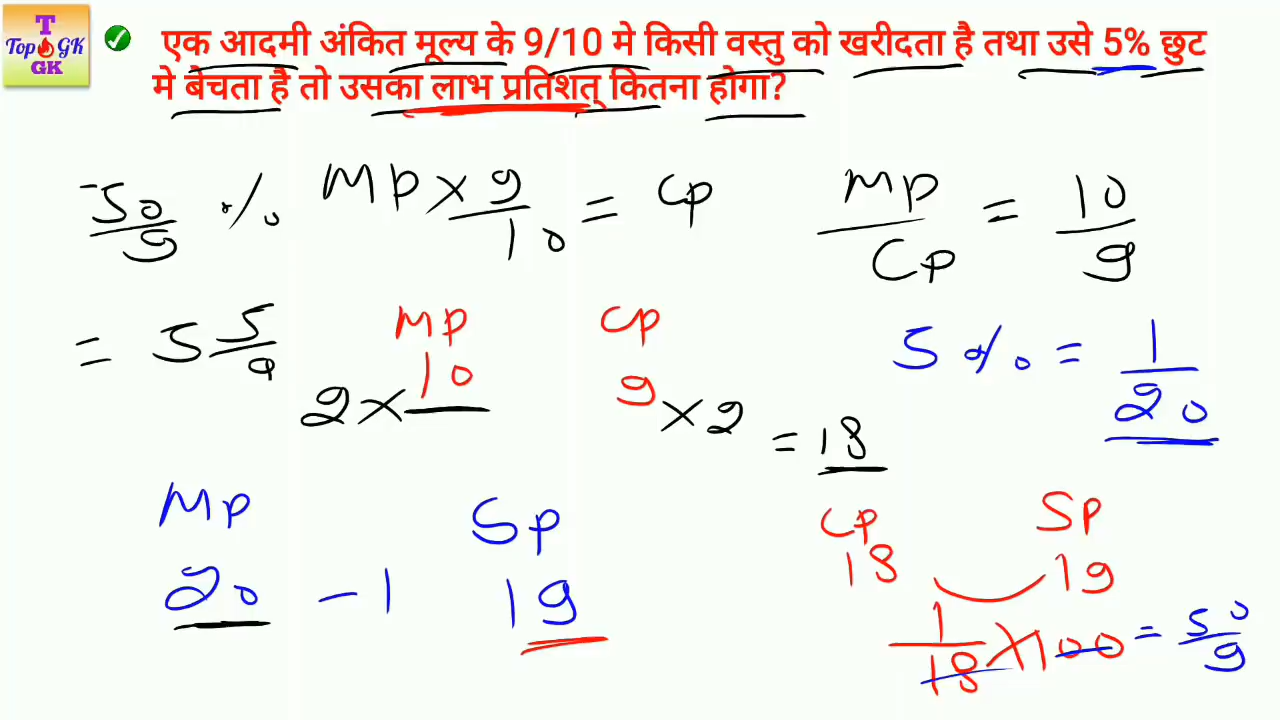 T
Top GK
GK
एक आदमी अंकित मूल्य के 9/10 मे किसी वस्तु को खरीदता है तथा उसे 5% छुट
मे बेचता है तो उसका लाभ प्रतिशत् कितना होगा?
50/9 % MP × 9/10 = CP MP/CP = 10/9
= 5 5/9 MP CP 5% = 1/20
2 × 10 9 × 2 = 18
MP SP CP SP
20 - 1 19 18 19
1/18 × 100 = 50/9